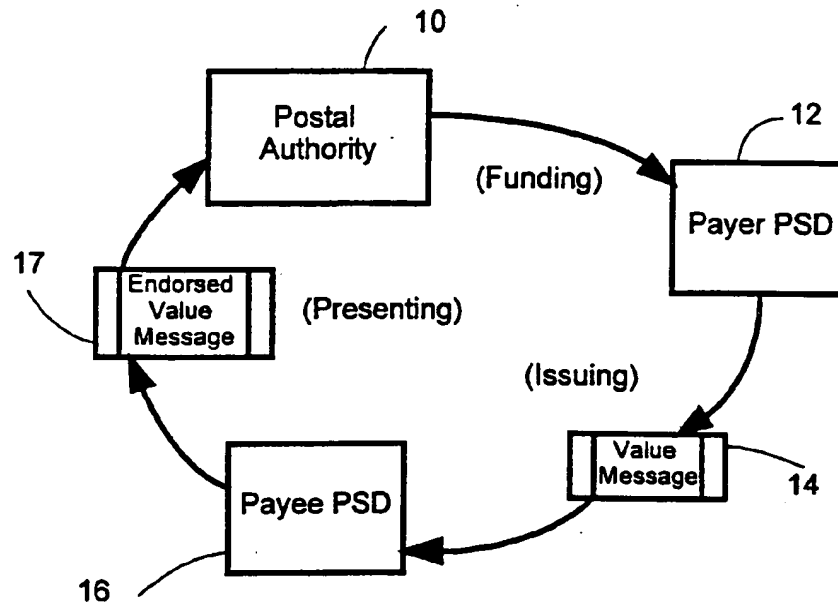 10
Postal
Authority
12
(Funding)
Payer PSD
17
Endorsed
Value
Message
(Presenting)
(Issuing)
Value
Message
14
Payee PSD
16